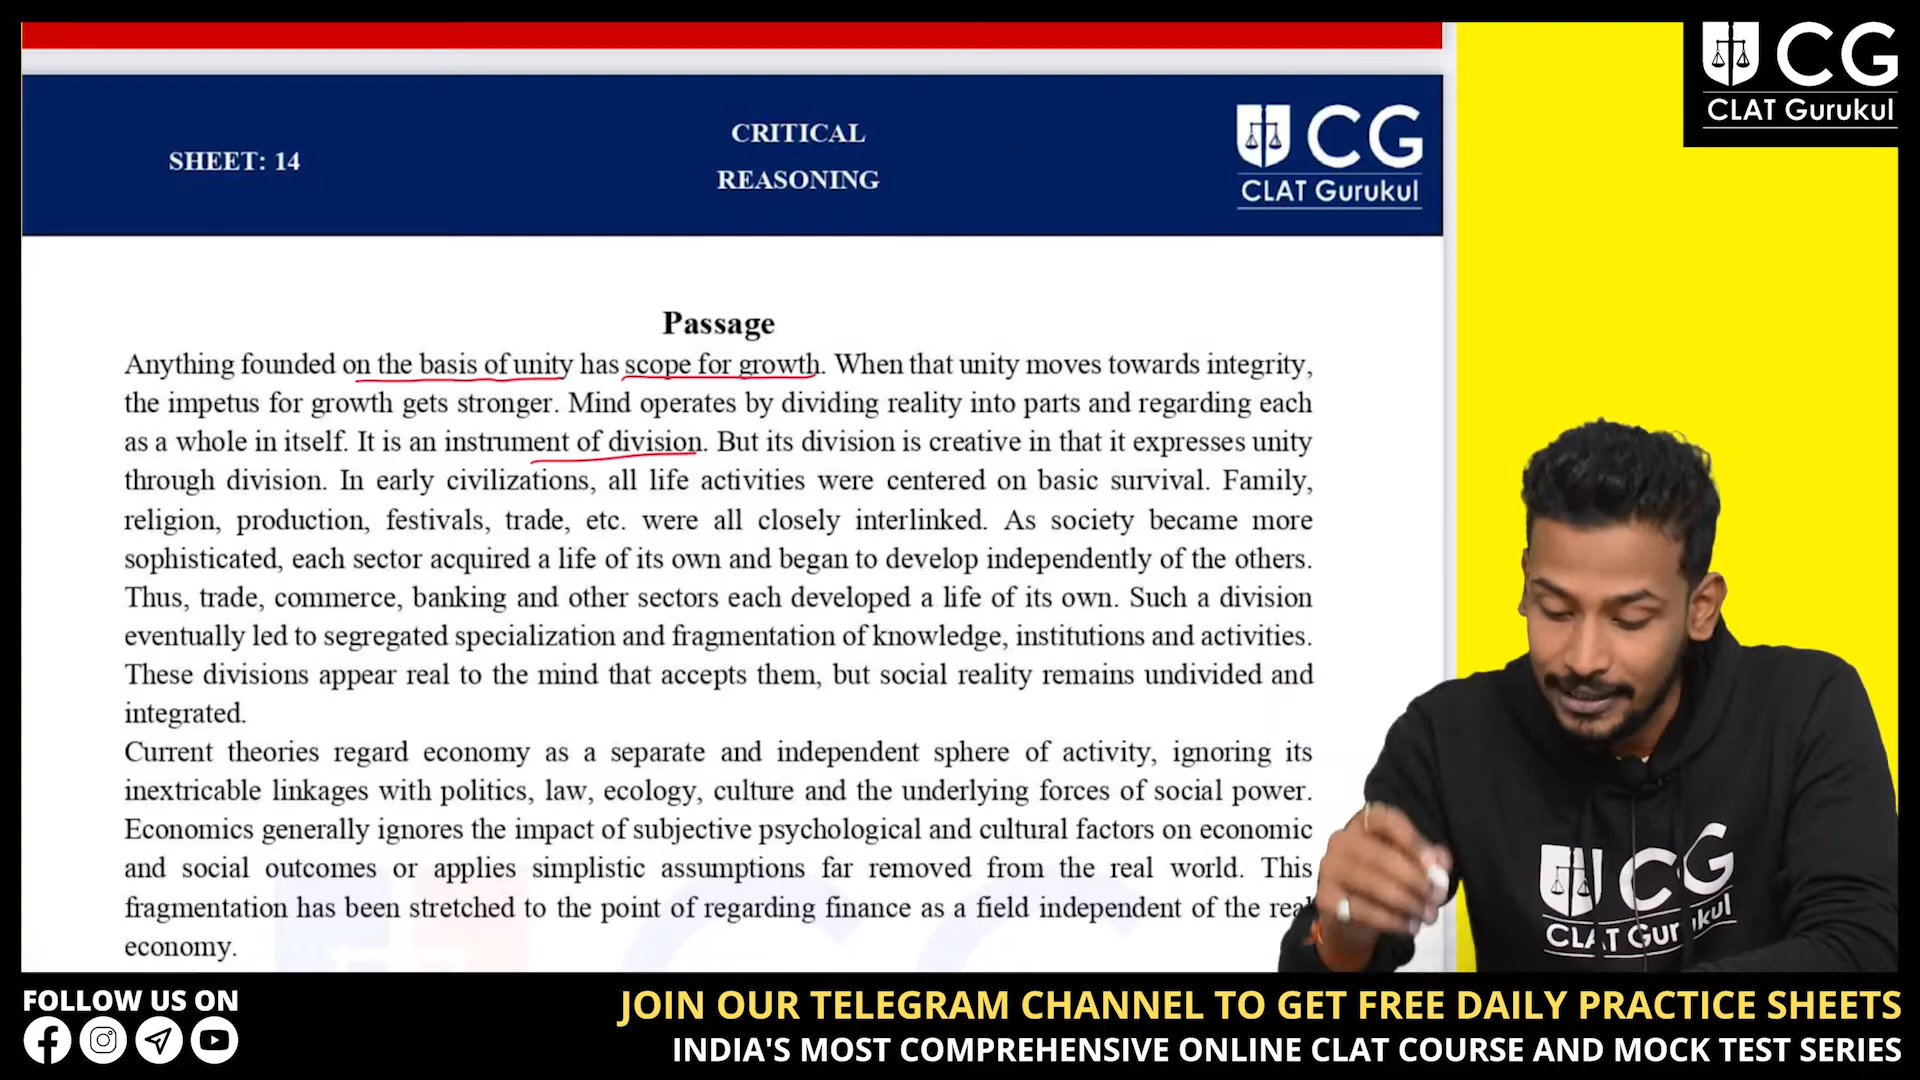 CG
CLAT Gurukul
SHEET: 14
CRITICAL
REASONING
CG
CLAT Gurukul
Passage
Anything founded on the basis of unity has scope for growth. When that unity moves towards integrity,
the impetus for growth gets stronger. Mind operates by dividing reality into parts and regarding each
as a whole in itself. It is an instrument of division. But its division is creative in that it expresses unity
through division. In early civilizations, all life activities were centered on basic survival. Family,
religion, production, festivals, trade, etc. were all closely interlinked. As society became more
sophisticated, each sector acquired a life of its own and began to develop independently of the others.
Thus, trade, commerce, banking and other sectors each developed a life of its own. Such a division
eventually led to segregated specialization and fragmentation of knowledge, institutions and activities.
These divisions appear real to the mind that accepts them, but social reality remains undivided and
integrated.
Current theories regard economy as a separate and independent sphere of activity, ignoring its
inextricable linkages with politics, law, ecology, culture and the underlying forces of social power.
Economics generally ignores the impact of subjective psychological and cultural factors on economic
and social outcomes or applies simplistic assumptions far removed from the real world. This
fragmentation has been stretched to the point of regarding finance as a field independent of the real
economy.
CG
CLAT Gurukul
FOLLOW US ON
JOIN OUR TELEGRAM CHANNEL TO GET FREE DAILY PRACTICE SHEETS
INDIA'S MOST COMPREHENSIVE ONLINE CLAT COURSE AND MOCK TEST SERIES